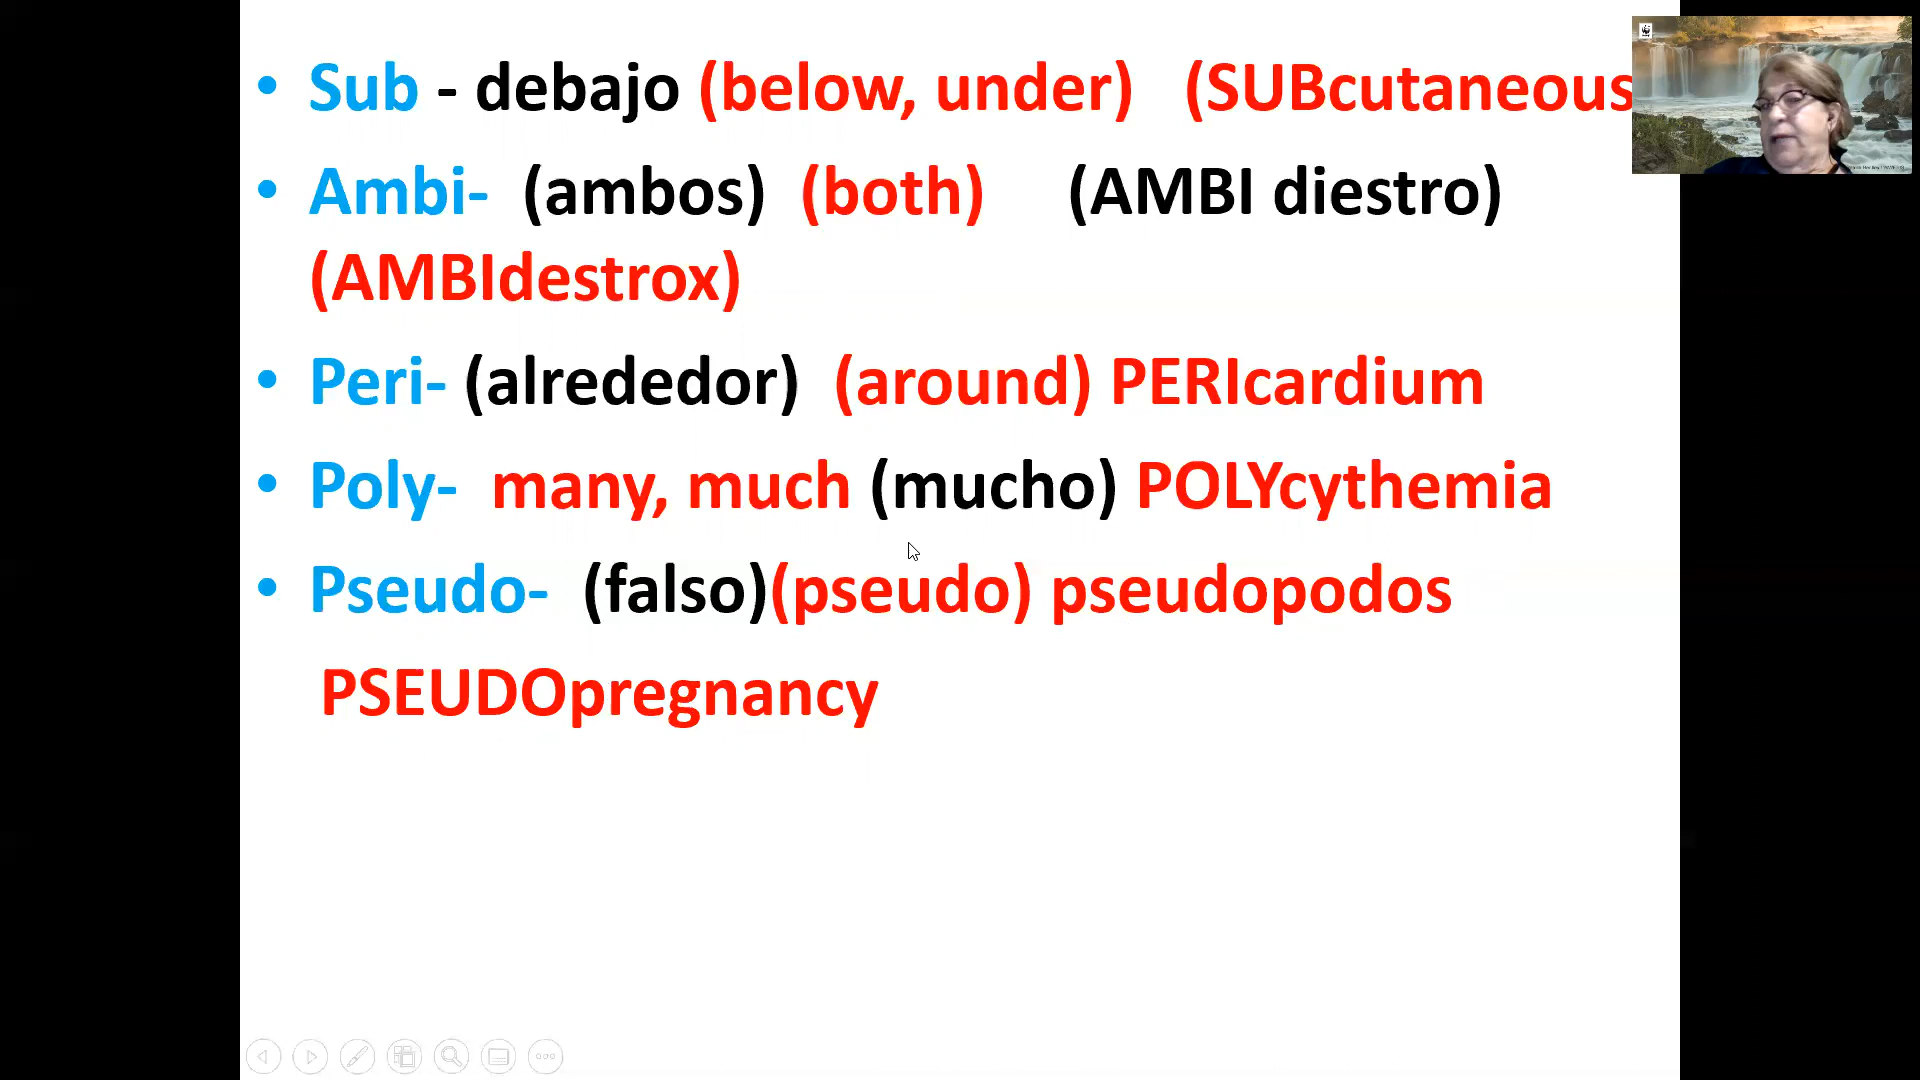 • Sub - debajo (below, under) (SUBcutaneous
• Ambi- (ambos) (both) (AMBI diestro)
(AMBIdestrox)
• Peri- (alrededor) (around) PERIcardium
• Poly- many, much (mucho) POLYcythemia
• Pseudo- (falso)(pseudo) pseudopodos
PSEUDOpregnancy